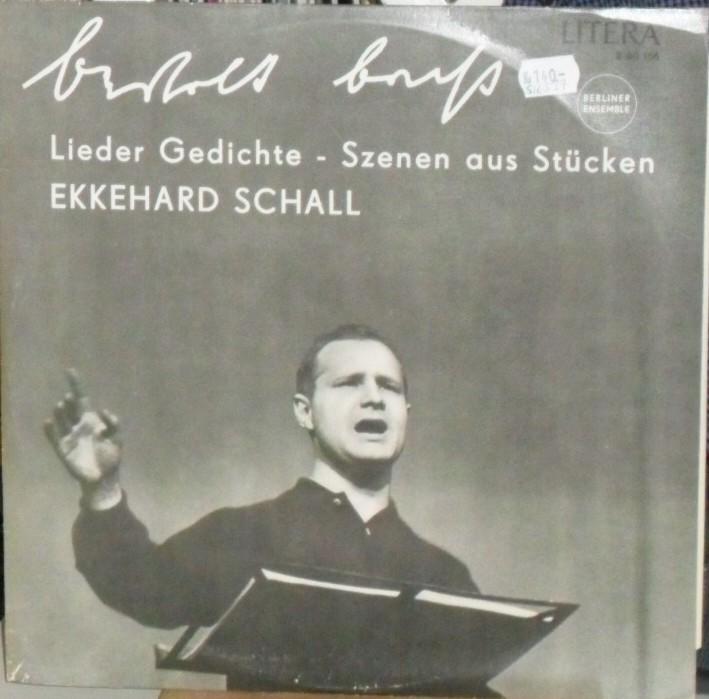 bertolt brecht
LITERA
BERLINER
ENSEMBLE
Lieder Gedichte - Szenen aus Stücken
EKKEHARD SCHALL